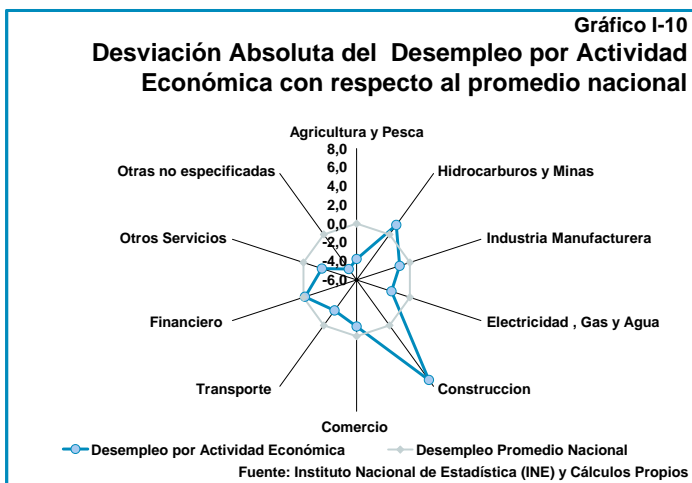 Gráfico I-10
Desviación Absoluta del Desempleo por Actividad
Económica con respecto al promedio nacional
Agricultura y Pesca
8,0
6,0
4,0
2,0
0,0
-2,0
-4,0
-6,0
Otras no especificadas
Hidrocarburos y Minas
Otros Servicios
Industria Manufacturera
Financiero
Electricidad , Gas y Agua
Transporte
Construccion
Comercio
Desempleo por Actividad Económica
Desempleo Promedio Nacional
Fuente: Instituto Nacional de Estadística (INE) y Cálculos Propios